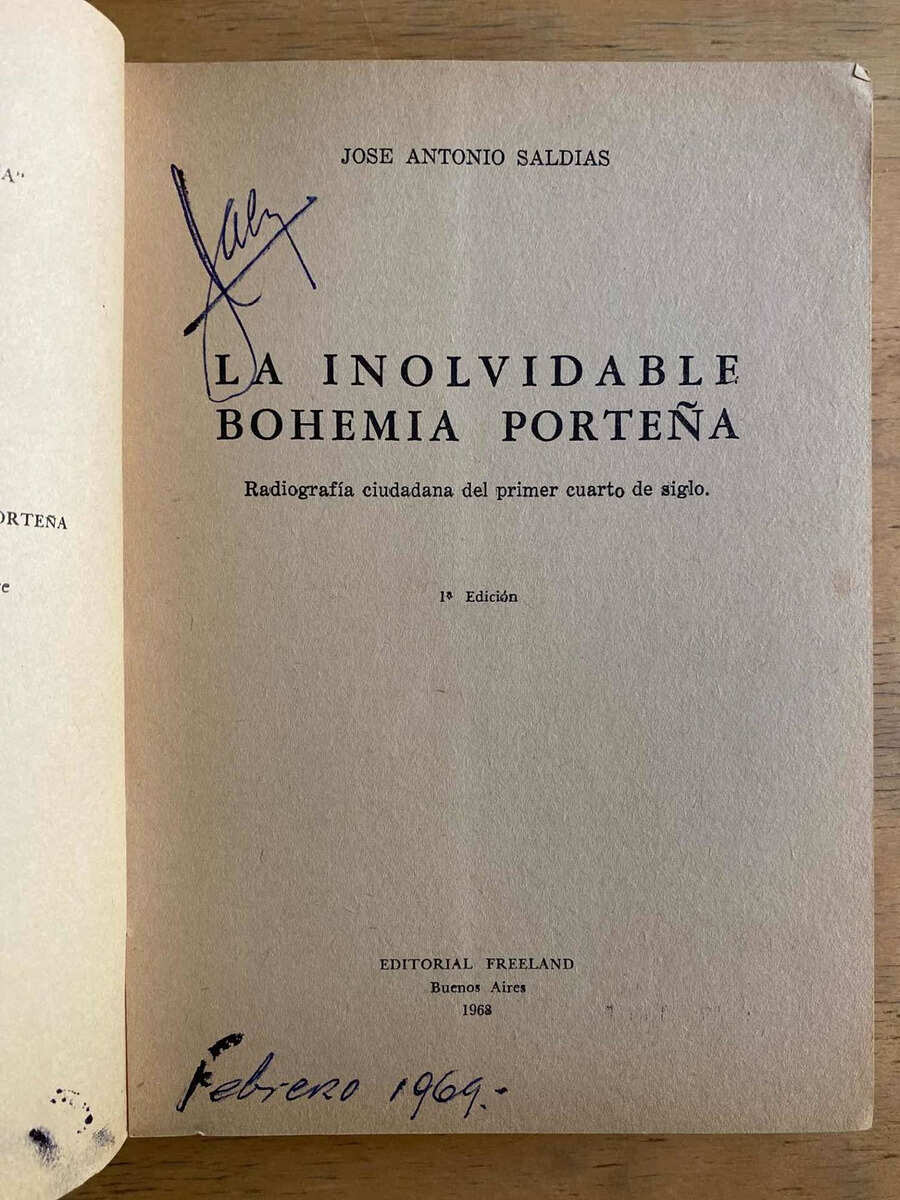 A"
ORTEÑA
JOSE ANTONIO SALDIAS
LA INOLVIDABLE
BOHEMIA PORTEÑA
Radiografía ciudadana del primer cuarto de siglo.
1ª Edición
EDITORIAL FREELAND
Buenos Aires
1968
Febrero 1969.-